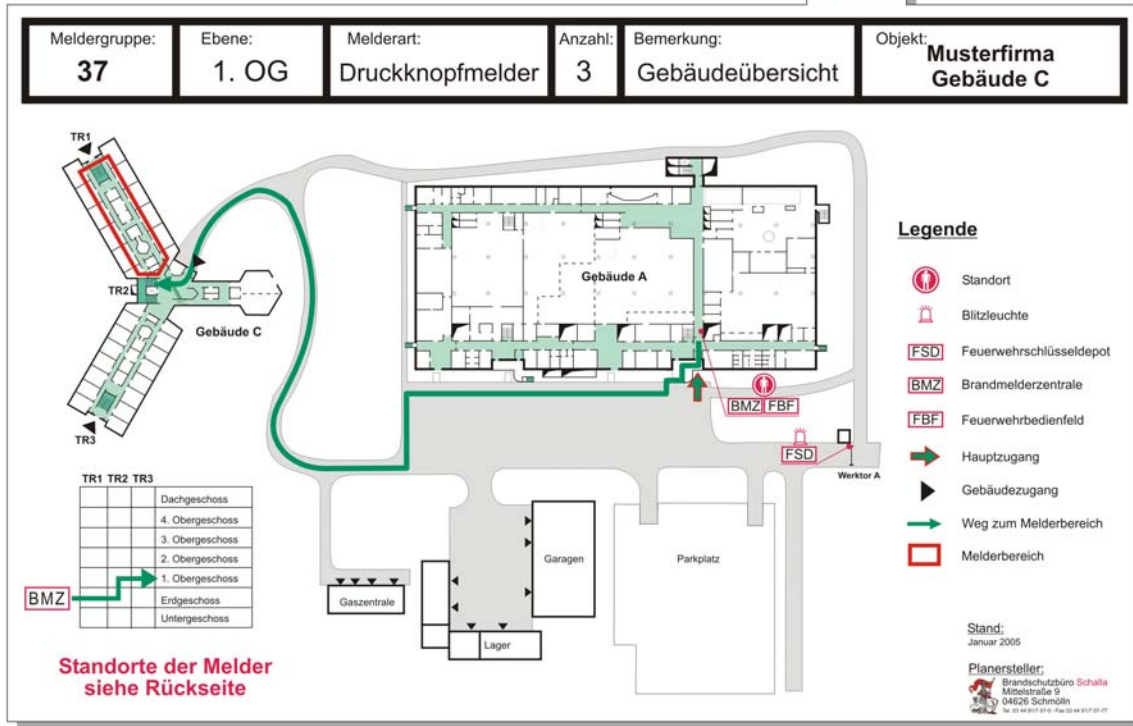 Meldergruppe:
37
Ebene:
1. OG
Melderart:
Druckknopfmelder
Anzahl:
3
Bemerkung:
Gebäudeübersicht
Objekt:
Musterfirma
Gebäude C
TR1
TR2
TR3
Gebäude C
Gebäude A
BMZ FBF
FSD
Werktor A
Garagen
Parkplatz
Gaszentrale
Lager
TR1 TR2 TR3
Dachgeschoss
4. Obergeschoss
3. Obergeschoss
2. Obergeschoss
1. Obergeschoss
Erdgeschoss
Untergeschoss
BMZ
Standorte der Melder
siehe Rückseite
Legende
Standort
Blitzleuchte
FSD Feuerwehrschlüsseldepot
BMZ Brandmelderzentrale
FBF Feuerwehrbedienfeld
Hauptzugang
Gebäudezugang
Weg zum Melderbereich
Melderbereich
Stand:
Januar 2005
Planersteller:
Brandschutzbüro Schalla
Mittelstraße 9
04626 Schmölln